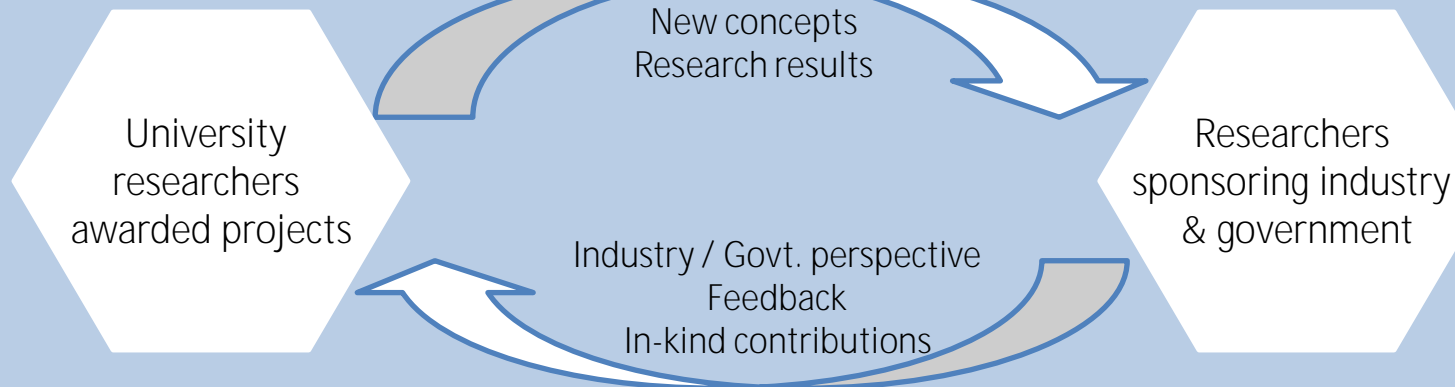 New concepts
Research results
University
researchers
awarded projects
Researchers
sponsoring industry
& government
Industry / Govt. perspective
Feedback
In-kind contributions